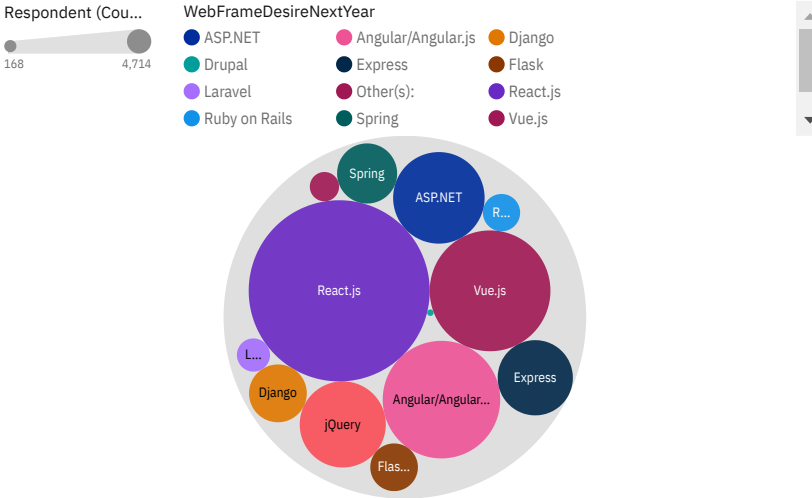 Respondent (Cou...
168
4,714
WebFrameDesireNextYear
ASP.NET
Angular/Angular.js
Django
Drupal
Express
Flask
Laravel
Other(s):
React.js
Ruby on Rails
Spring
Vue.js
Spring
ASP.NET
R...
React.js
Vue.js
L...
Django
jQuery
Angular/Angular...
Express
Flas...